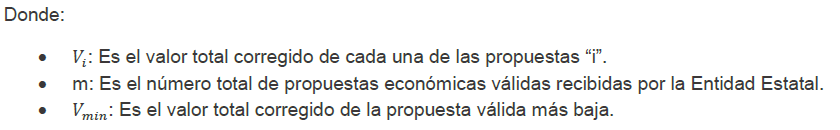 Donde:
• Vᵢ: Es el valor total corregido de cada una de las propuestas “i”.
• m: Es el número total de propuestas económicas válidas recibidas por la Entidad Estatal.
• Vₘᵢₙ: Es el valor total corregido de la propuesta válida más baja.